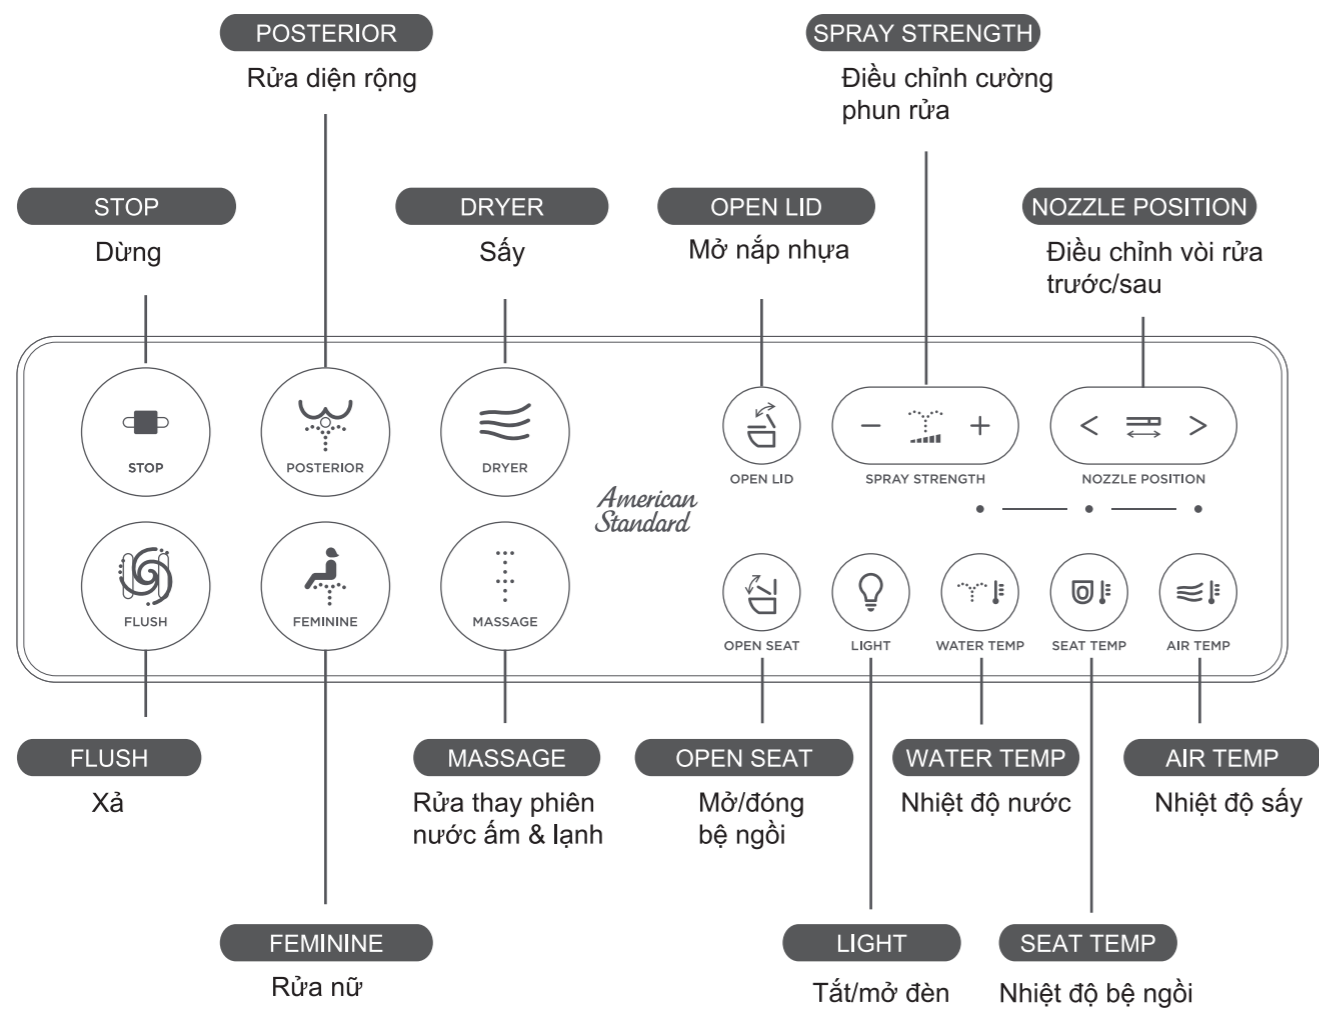 POSTERIOR
Rửa diện rộng
SPRAY STRENGTH
Điều chỉnh cường
phun rửa
STOP
Dừng
DRYER
Sấy
OPEN LID
Mở nắp nhựa
NOZZLE POSITION
Điều chỉnh vòi rửa
trước/sau
STOP
POSTERIOR
DRYER
OPEN LID
SPRAY STRENGTH
NOZZLE POSITION
American
Standard
FLUSH
FEMININE
MASSAGE
OPEN SEAT
LIGHT
WATER TEMP
SEAT TEMP
AIR TEMP
FLUSH
Xả
MASSAGE
Rửa thay phiên
nước ấm & lạnh
OPEN SEAT
Mở/đóng
bệ ngồi
WATER TEMP
Nhiệt độ nước
AIR TEMP
Nhiệt độ sấy
FEMININE
Rửa nữ
LIGHT
Tắt/mở đèn
SEAT TEMP
Nhiệt độ bệ ngồi